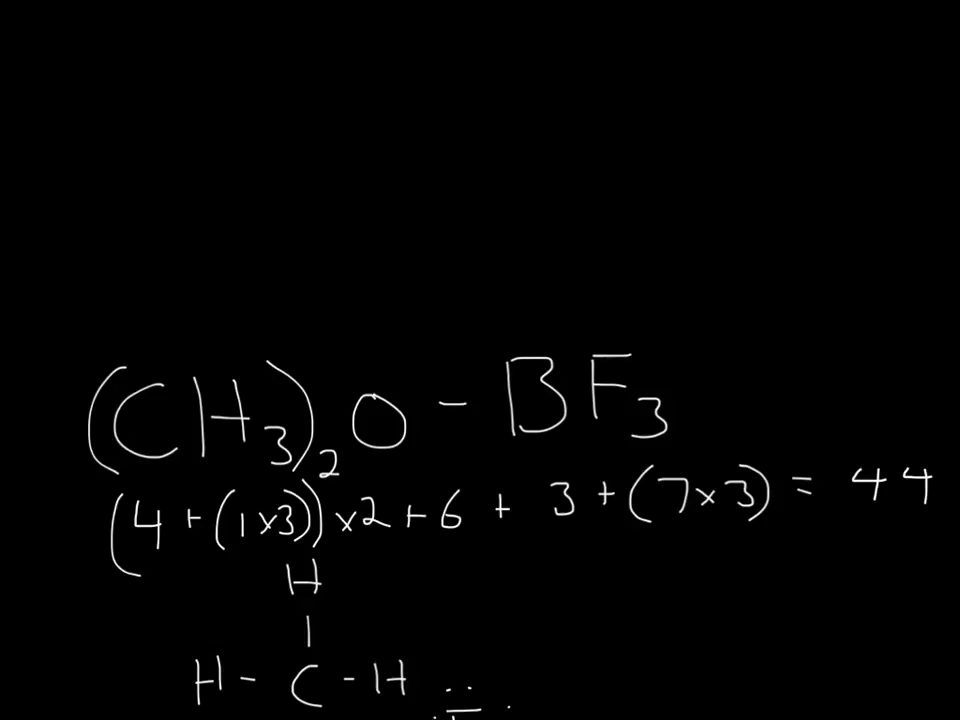 (CH₃)₂O - BF₃
(4 + (1x3)) x2 + 6 + 3 + (7x3) = 44
H
|
H - C - H